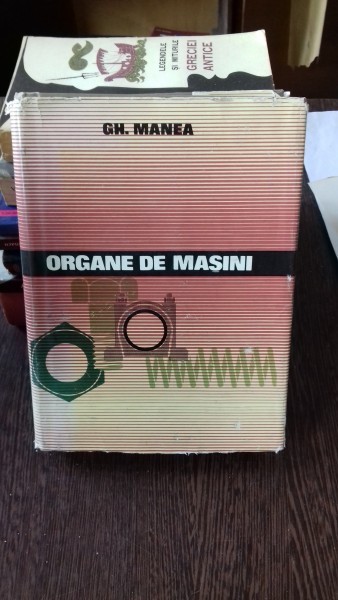 LEGENDELE
ȘI MITURILE
GRECIEI
ANTICE
GH. MANEA
ORGANE DE MAȘINI